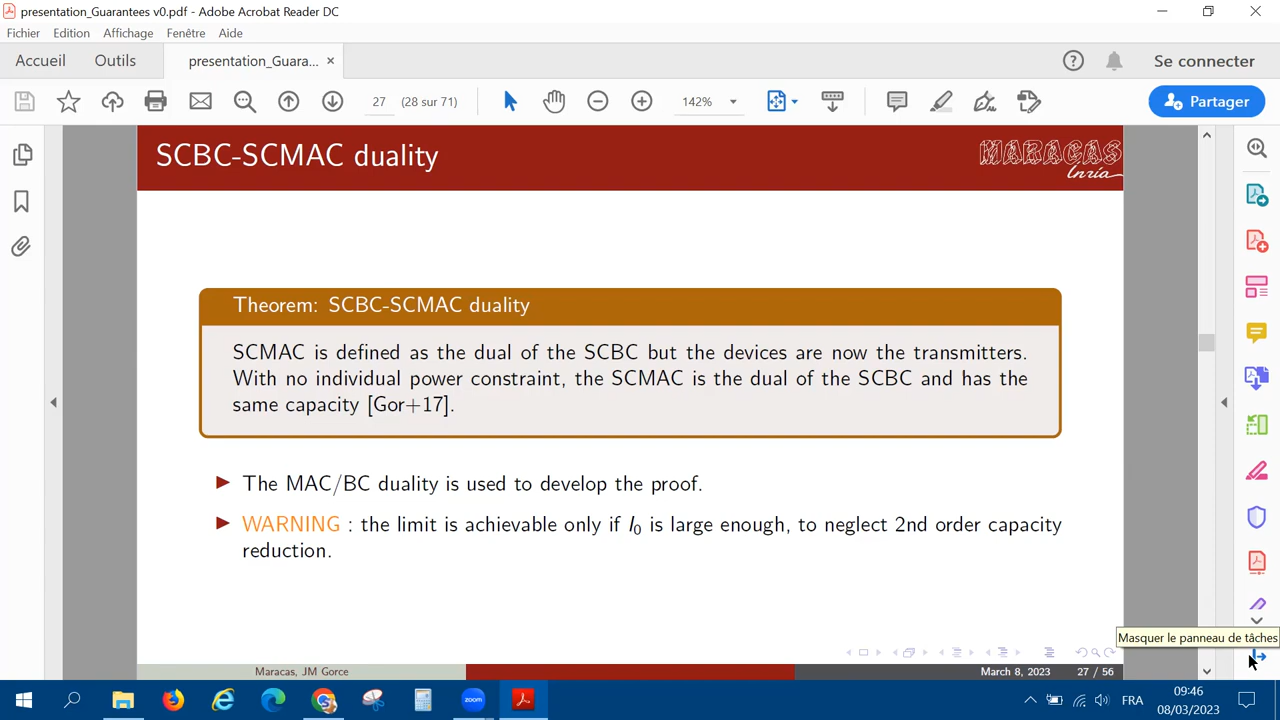 presentation_Guarantees v0.pdf - Adobe Acrobat Reader DC
Fichier Edition Affichage Fenêtre Aide
Accueil Outils presentation_Guara... × Se connecter
27 (28 sur 71) 142% Partager
SCBC-SCMAC duality
MARACAS
Inria
Theorem: SCBC-SCMAC duality
SCMAC is defined as the dual of the SCBC but the devices are now the transmitters.
With no individual power constraint, the SCMAC is the dual of the SCBC and has the
same capacity [Gor+17].
The MAC/BC duality is used to develop the proof.
WARNING : the limit is achievable only if I₀ is large enough, to neglect 2nd order capacity
reduction.
Masquer le panneau de tâches
Maracas, JM Gorce March 8, 2023 27 / 56
zoom FRA 09:46
08/03/2023